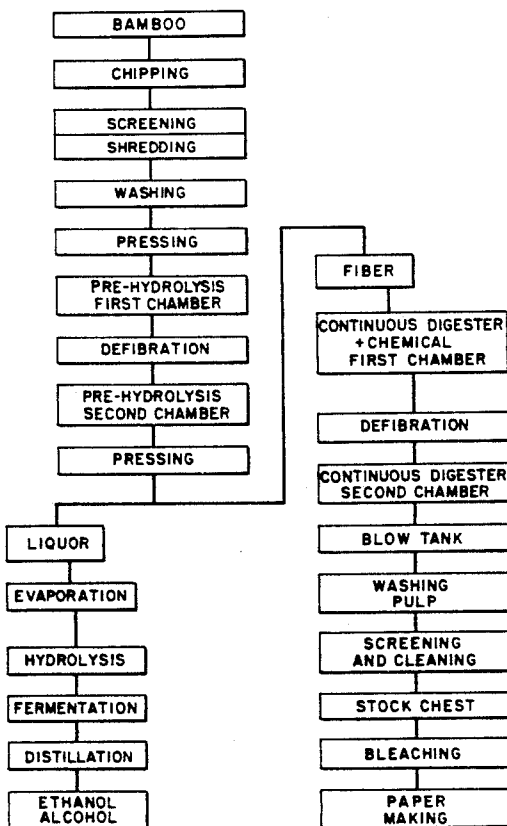 BAMBOO
CHIPPING
SCREENING
SHREDDING
WASHING
PRESSING
PRE-HYDROLYSIS
FIRST CHAMBER
DEFIBRATION
PRE-HYDROLYSIS
SECOND CHAMBER
PRESSING
LIQUOR
EVAPORATION
HYDROLYSIS
FERMENTATION
DISTILLATION
ETHANOL
ALCOHOL
FIBER
CONTINUOUS DIGESTER
+CHEMICAL
FIRST CHAMBER
DEFIBRATION
CONTINUOUS DIGESTER
SECOND CHAMBER
BLOW TANK
WASHING
PULP
SCREENING
AND CLEANING
STOCK CHEST
BLEACHING
PAPER
MAKING